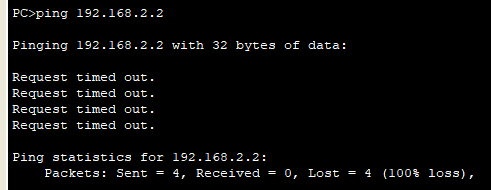 PC>ping 192.168.2.2
Pinging 192.168.2.2 with 32 bytes of data:
Request timed out.
Request timed out.
Request timed out.
Request timed out.
Ping statistics for 192.168.2.2:
Packets: Sent = 4, Received = 0, Lost = 4 (100% loss),